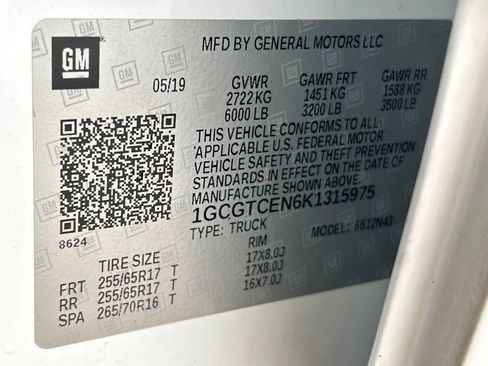 GM
MFD BY GENERAL MOTORS LLC
05/19 GVWR GAWR FRT GAWR RR
2722 KG 1451 KG 1588 KG
6000 LB 3200 LB 3500 LB
THIS VEHICLE CONFORMS TO ALL
APPLICABLE U.S. FEDERAL MOTOR
VEHICLE SAFETY AND THEFT PREVENTION
STANDARDS IN EFFECT ON THE DATE OF
MANUFACTURE SHOWN ABOVE.
1GCGTCEN6K1315975
8624
TYPE: TRUCK MODEL: 6512N43
TIRE SIZE RIM
FRT 255/65R17 T 17X8.0J
RR 255/65R17 T 17X8.0J
SPA 265/70R16 T 16X7.0J